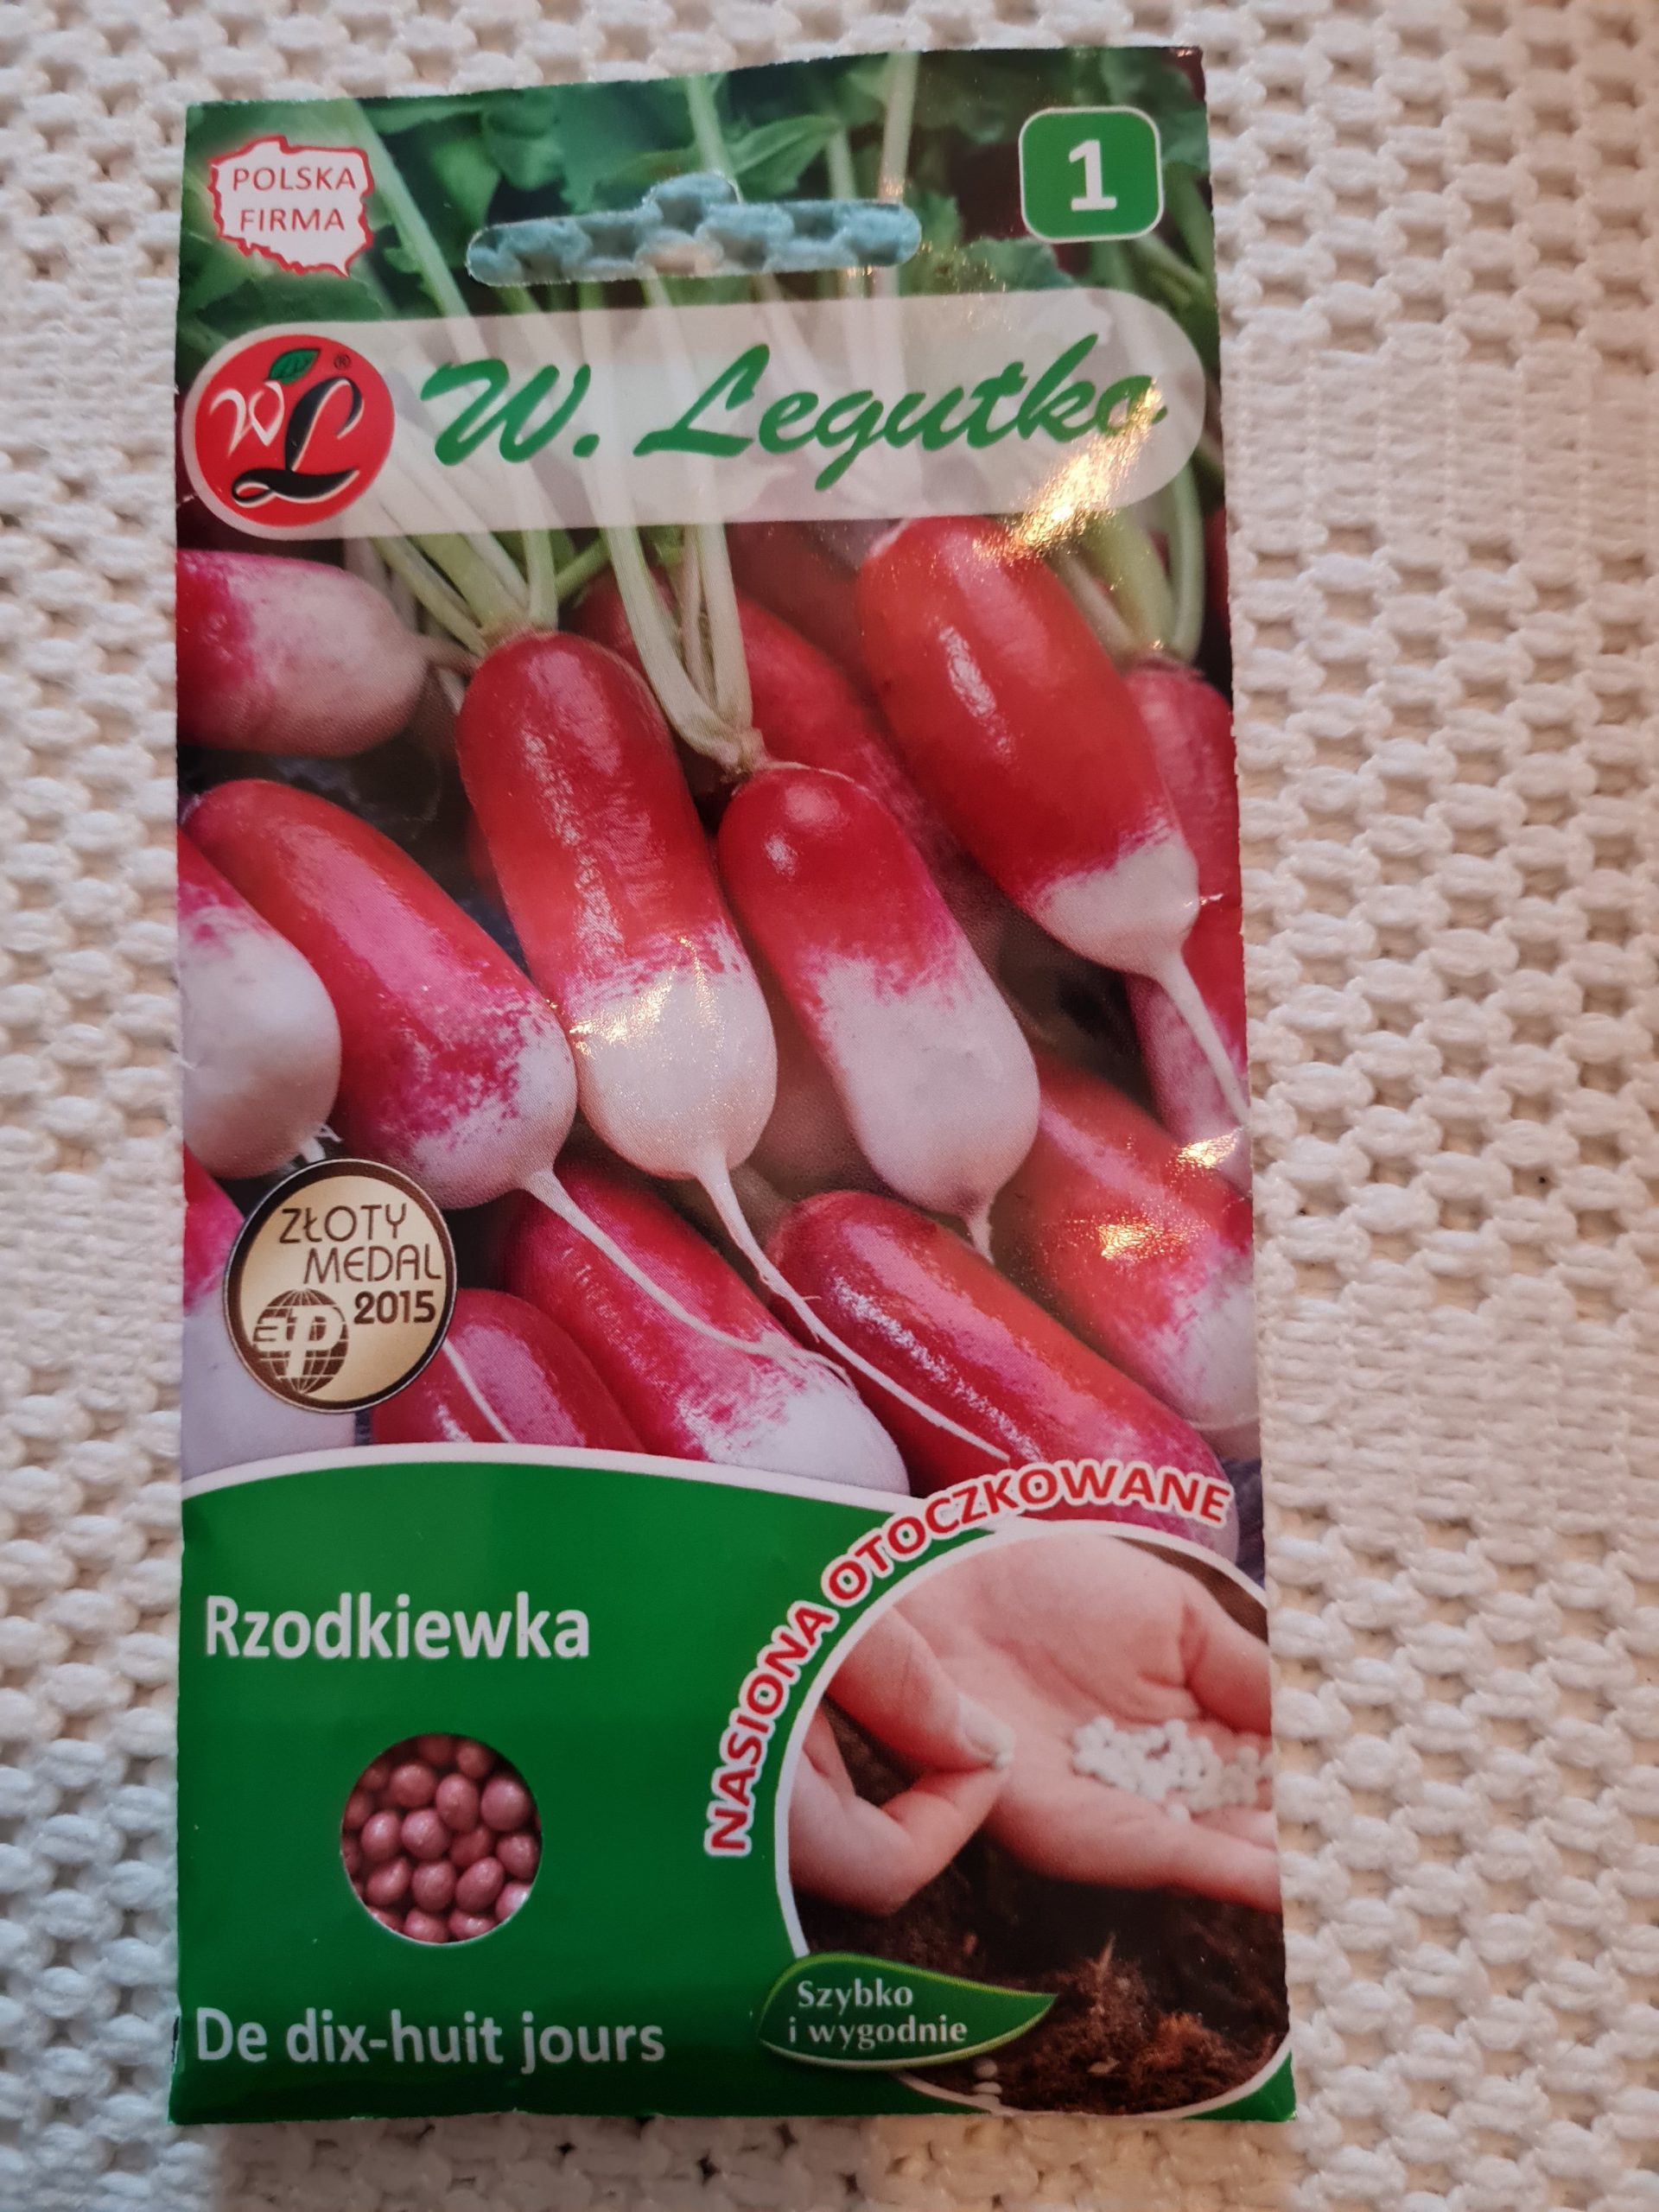 POLSKA
FIRMA
1
WL®
W. Legutko
ZŁOTY
MEDAL
2015
Rzodkiewka
NASIONA OTOCZKOWANE
De dix-huit jours
Szybko
i wygodnie